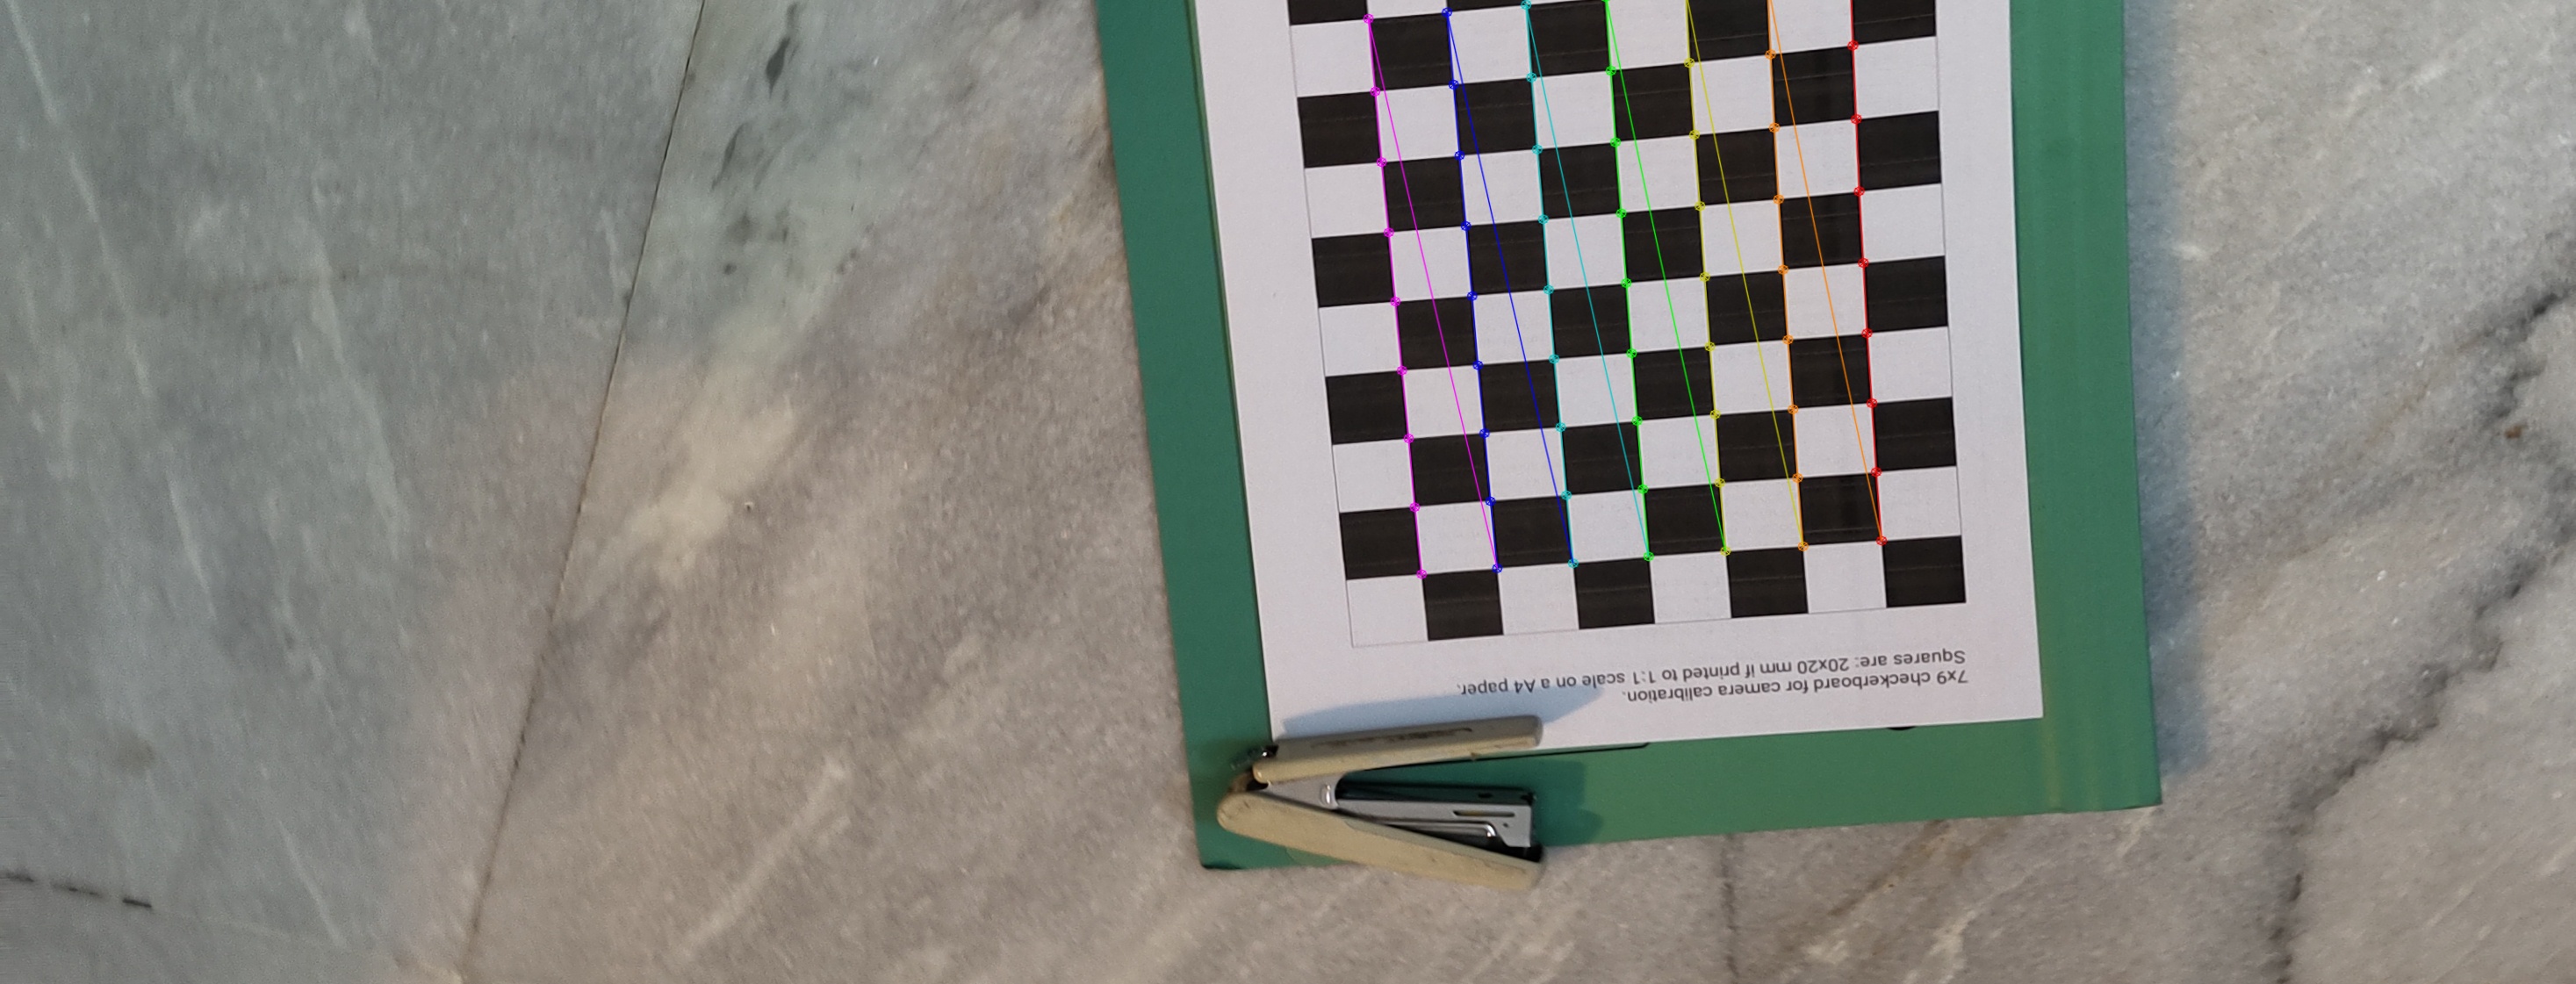 7x9 checkerboard for camera calibration.
Squares are: 20x20 mm if printed to 1:1 scale on a A4 paper.